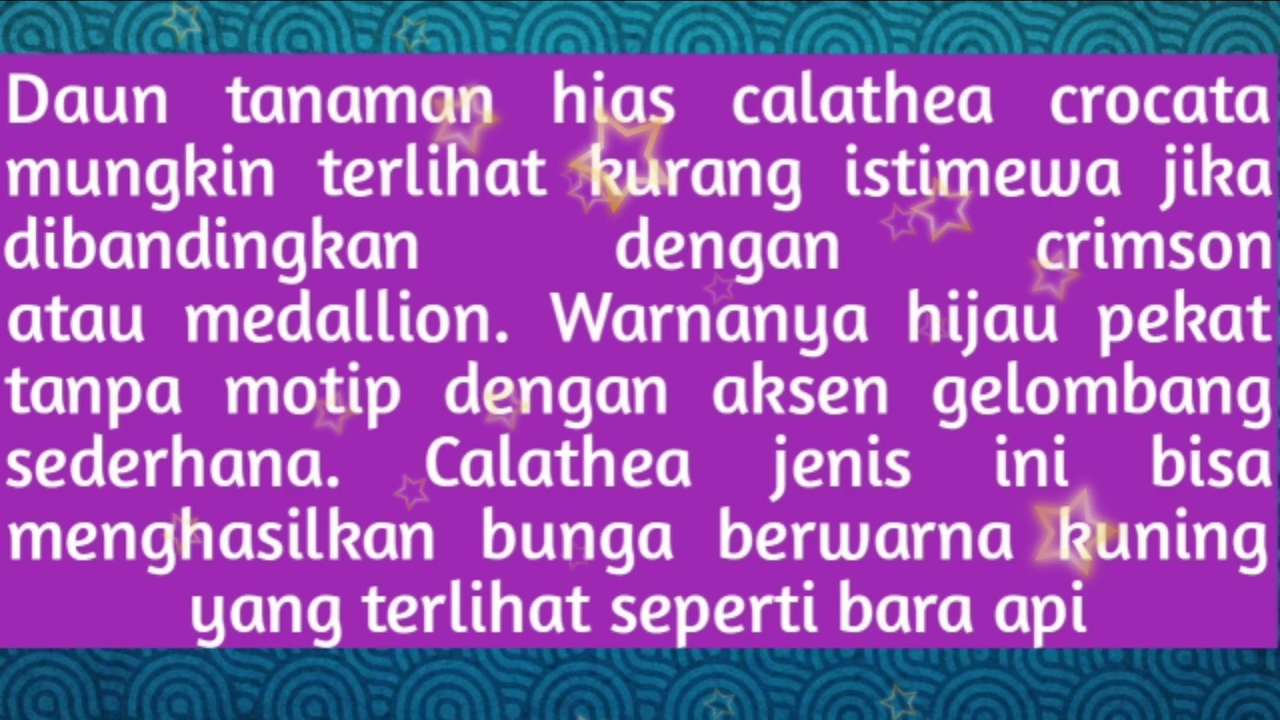 Daun tanaman hias calathea crocata
mungkin terlihat kurang istimewa jika
dibandingkan dengan crimson
atau medallion. Warnanya hijau pekat
tanpa motip dengan aksen gelombang
sederhana. Calathea jenis ini bisa
menghasilkan bunga berwarna kuning
yang terlihat seperti bara api